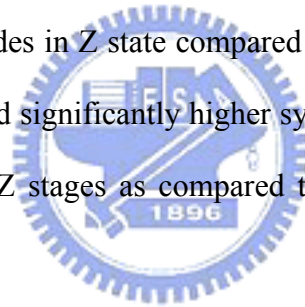 des in Z state compared
d significantly higher sy
Z stages as compared t
1896